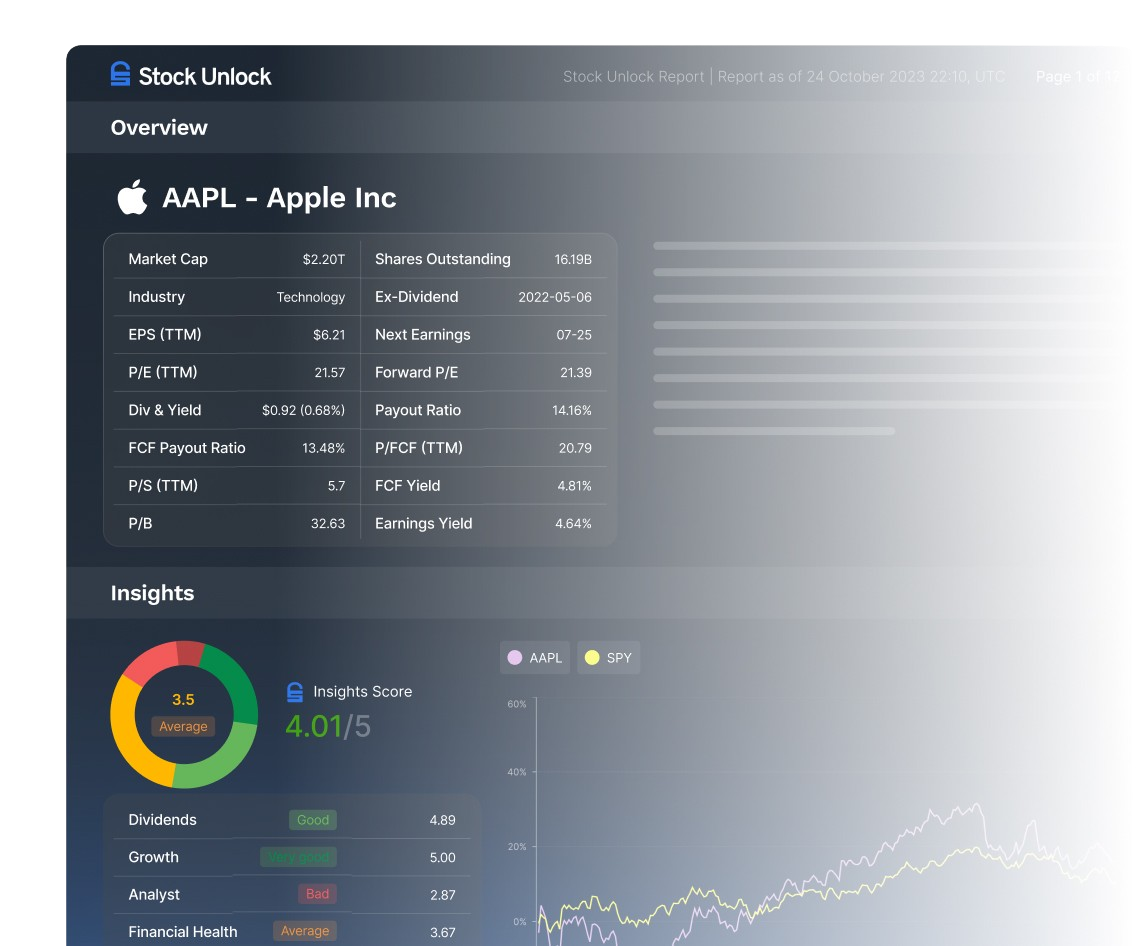 Stock Unlock
Stock Unlock Report | Report as of 24 October 2023 22:10, UTC Page 1 of
Overview
AAPL - Apple Inc
Market Cap $2.20T Shares Outstanding 16.19B
Industry Technology Ex-Dividend 2022-05-06
EPS (TTM) $6.21 Next Earnings 07-25
P/E (TTM) 21.57 Forward P/E 21.39
Div & Yield $0.92 (0.68%) Payout Ratio 14.16%
FCF Payout Ratio 13.48% P/FCF (TTM) 20.79
P/S (TTM) 5.7 FCF Yield 4.81%
P/B 32.63 Earnings Yield 4.64%
Insights
3.5
Average
Insights Score
4.01/5
AAPL SPY
60%
40%
20%
0%
Dividends Good 4.89
Growth Very good 5.00
Analyst Bad 2.87
Financial Health Average 3.67